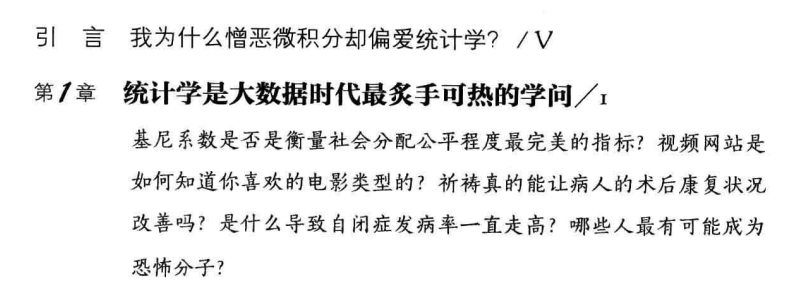 引 言 我为什么憎恶微积分却偏爱统计学？/V
第1章 统计学是大数据时代最炙手可热的学问/1
基尼系数是否是衡量社会分配公平程度最完美的指标？视频网站是
如何知道你喜欢的电影类型的？祈祷真的能让病人的术后康复状况
改善吗？是什么导致自闭症发病率一直走高？哪些人最有可能成为
恐怖分子？